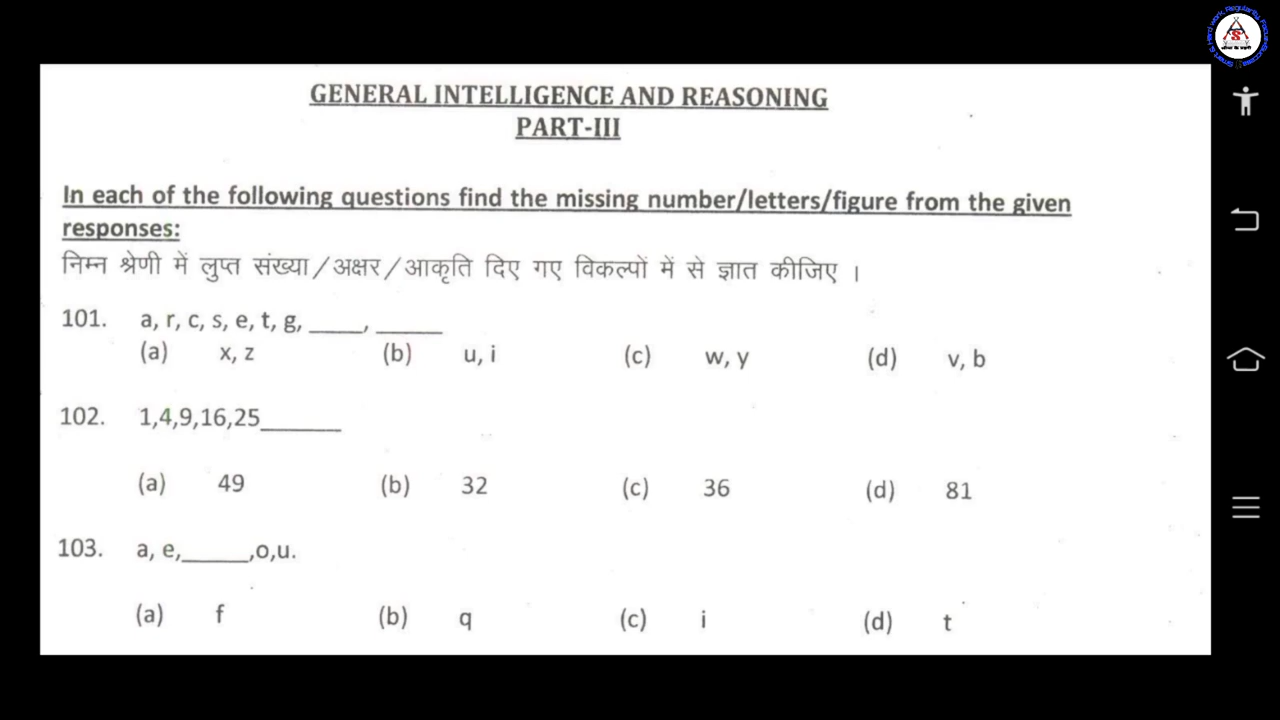 GENERAL INTELLIGENCE AND REASONING
PART-III
In each of the following questions find the missing number/letters/figure from the given
responses:
निम्न श्रेणी में लुप्त संख्या/अक्षर/आकृति दिए गए विकल्पों में से ज्ञात कीजिए ।
101. a, r, c, s, e, t, g, _____, ______
(a) x, z (b) u, i (c) w, y (d) v, b
102. 1,4,9,16,25_______
(a) 49 (b) 32 (c) 36 (d) 81
103. a, e,______,o,u.
(a) f (b) q (c) i (d) t